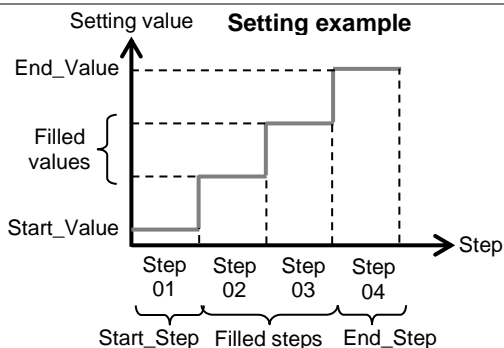 Setting value
Setting example
End_Value
Filled
values
Start_Value
Step
Step
01
Step
02
Step
03
Step
04
Start_Step
Filled steps
End_Step